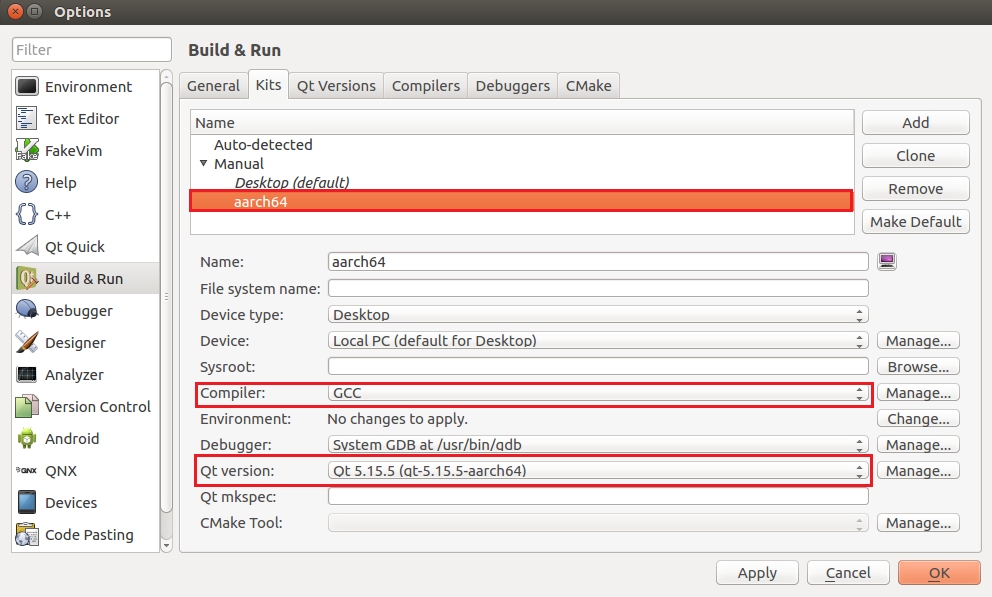 Options
Filter
Build & Run
Environment
Text Editor
FakeVim
Help
C++
Qt Quick
Build & Run
Debugger
Designer
Analyzer
Version Control
Android
QNX
Devices
Code Pasting
General Kits Qt Versions Compilers Debuggers CMake
Name
Auto-detected
Manual
Desktop (default)
aarch64
Add
Clone
Remove
Make Default
Name: aarch64
File system name:
Device type: Desktop
Device: Local PC (default for Desktop) Manage...
Sysroot: Browse...
Compiler: GCC Manage...
Environment: No changes to apply. Change...
Debugger: System GDB at /usr/bin/gdb Manage...
Qt version: Qt 5.15.5 (qt-5.15.5-aarch64) Manage...
Qt mkspec:
CMake Tool: Manage...
Apply Cancel OK